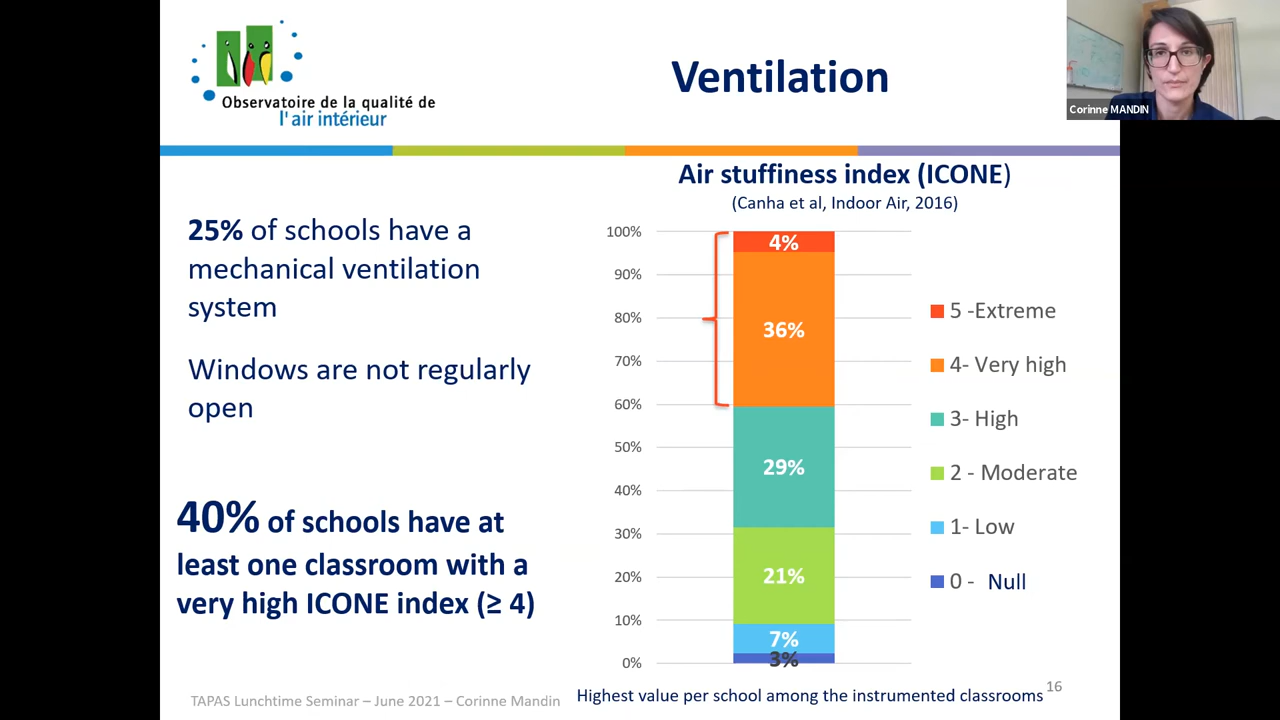 Observatoire de la qualité de
l'air intérieur
Ventilation
Corinne MANDIN
25% of schools have a
mechanical ventilation
system
Windows are not regularly
open
40% of schools have at
least one classroom with a
very high ICONE index (≥ 4)
Air stuffiness index (ICONE)
(Canha et al, Indoor Air, 2016)
100%
90%
80%
70%
60%
50%
40%
30%
20%
10%
0%
4%
36%
29%
21%
7%
3%
5 -Extreme
4- Very high
3- High
2 - Moderate
1- Low
0 - Null
Highest value per school among the instrumented classrooms
16
TAPAS Lunchtime Seminar – June 2021 – Corinne Mandin